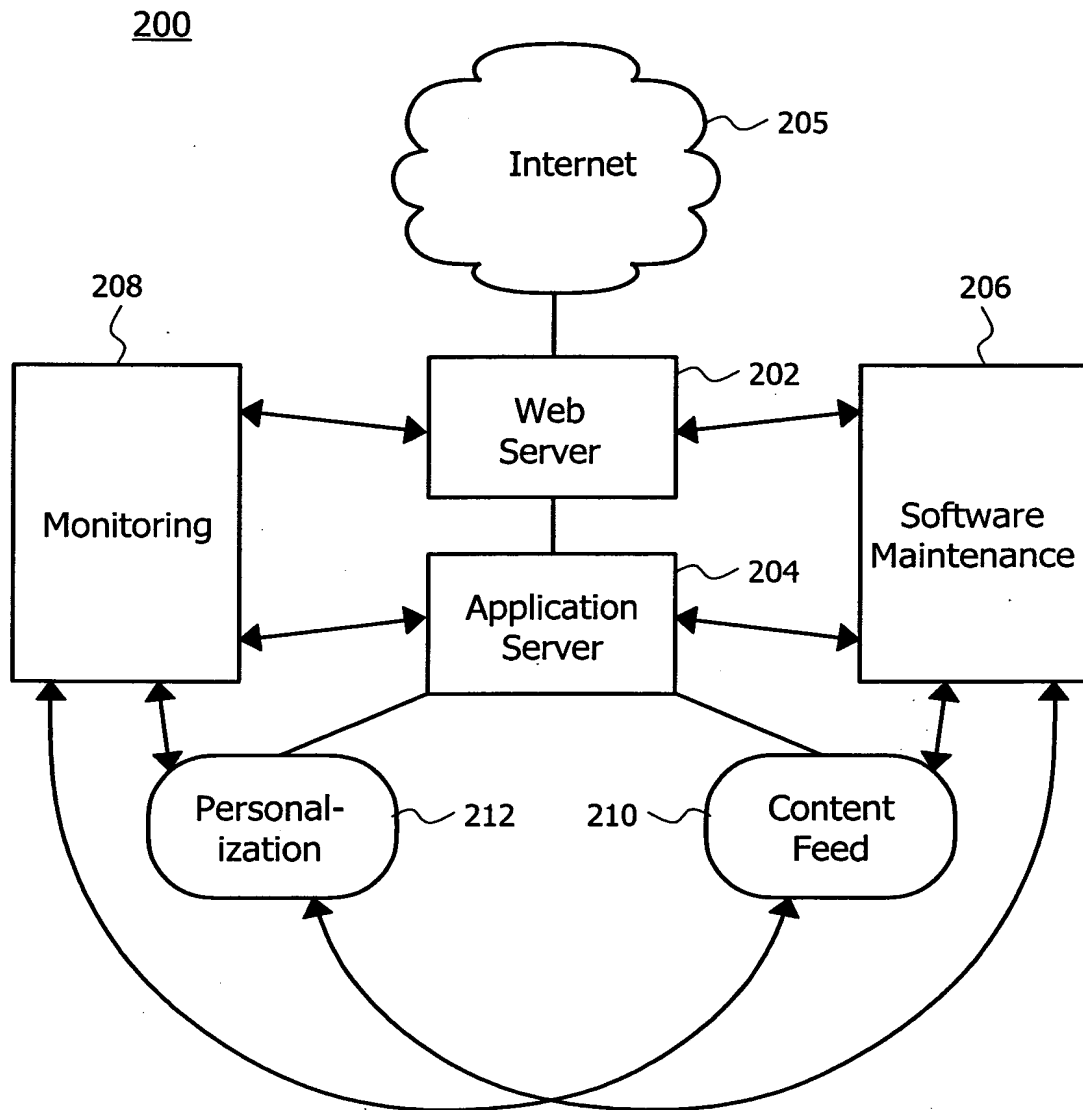 200
205
Internet
208
206
202
Web
Server
Monitoring
Software
Maintenance
204
Application
Server
Personal-
ization
212
210
Content
Feed